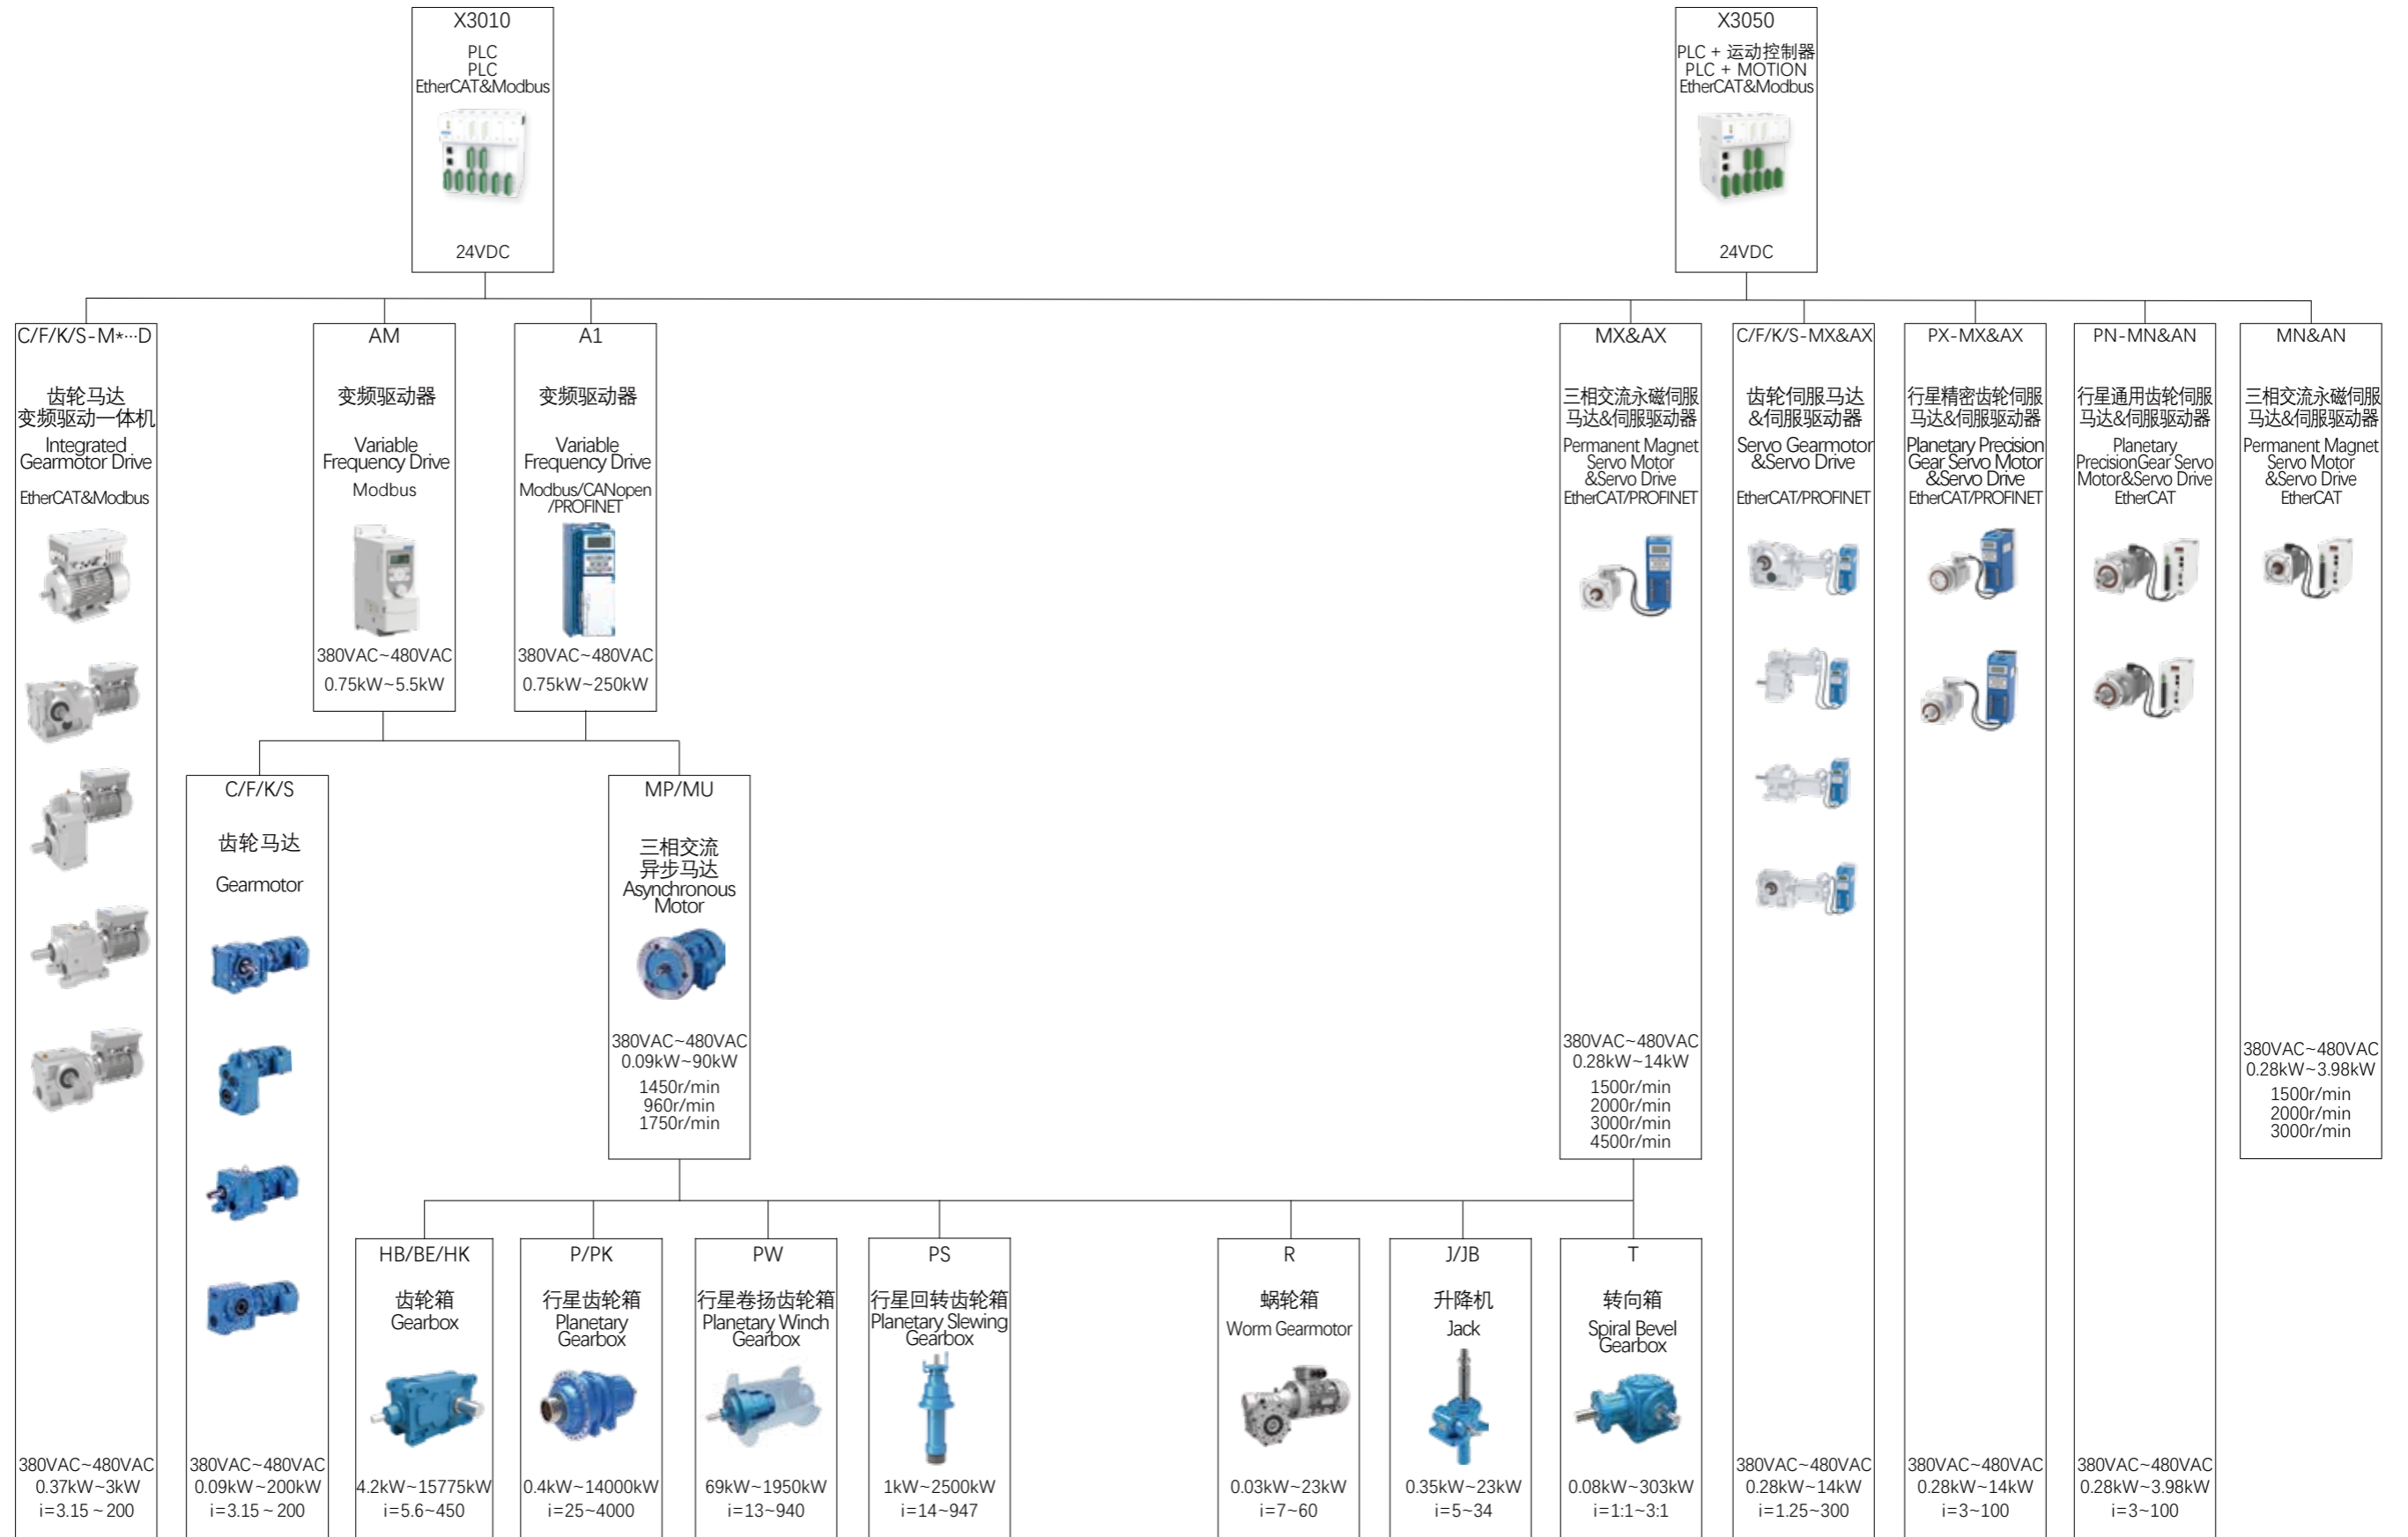 X3010
PLC
PLC
EtherCAT&Modbus
24VDC
X3050
PLC + 运动控制器
PLC + MOTION
EtherCAT&Modbus
24VDC
C/F/K/S-M*···D
齿轮马达
变频驱动一体机
Integrated
Gearmotor Drive
EtherCAT&Modbus
380VAC~480VAC
0.37kW~3kW
i=3.15 ~ 200
AM
变频驱动器
Variable
Frequency Drive
Modbus
380VAC~480VAC
0.75kW~5.5kW
A1
变频驱动器
Variable
Frequency Drive
Modbus/CANopen
/PROFINET
380VAC~480VAC
0.75kW~250kW
MX&AX
三相交流永磁伺服
马达&伺服驱动器
Permanent Magnet
Servo Motor
&Servo Drive
EtherCAT/PROFINET
380VAC~480VAC
0.28kW~14kW
1500r/min
2000r/min
3000r/min
4500r/min
C/F/K/S-MX&AX
齿轮伺服马达
&伺服驱动器
Servo Gearmotor
&Servo Drive
EtherCAT/PROFINET
380VAC~480VAC
0.28kW~14kW
i=1.25~300
PX-MX&AX
行星精密齿轮伺服
马达&伺服驱动器
Planetary Precision
Gear Servo Motor
&Servo Drive
EtherCAT/PROFINET
380VAC~480VAC
0.28kW~14kW
i=3~100
PN-MN&AN
行星通用齿轮伺服
马达&伺服驱动器
Planetary
PrecisionGear Servo
Motor&Servo Drive
EtherCAT
380VAC~480VAC
0.28kW~3.98kW
i=3~100
MN&AN
三相交流永磁伺服
马达&伺服驱动器
Permanent Magnet
Servo Motor
&Servo Drive
EtherCAT
380VAC~480VAC
0.28kW~3.98kW
1500r/min
2000r/min
3000r/min
C/F/K/S
齿轮马达
Gearmotor
380VAC~480VAC
0.09kW~200kW
i=3.15 ~ 200
MP/MU
三相交流
异步马达
Asynchronous
Motor
380VAC~480VAC
0.09kW~90kW
1450r/min
960r/min
1750r/min
HB/BE/HK
齿轮箱
Gearbox
4.2kW~15775kW
i=5.6~450
P/PK
行星齿轮箱
Planetary
Gearbox
0.4kW~14000kW
i=25~4000
PW
行星卷扬齿轮箱
Planetary Winch
Gearbox
69kW~1950kW
i=13~940
PS
行星回转齿轮箱
Planetary Slewing
Gearbox
1kW~2500kW
i=14~947
R
蜗轮箱
Worm Gearmotor
0.03kW~23kW
i=7~60
J/JB
升降机
Jack
0.35kW~23kW
i=5~34
T
转向箱
Spiral Bevel
Gearbox
0.08kW~303kW
i=1:1~3:1